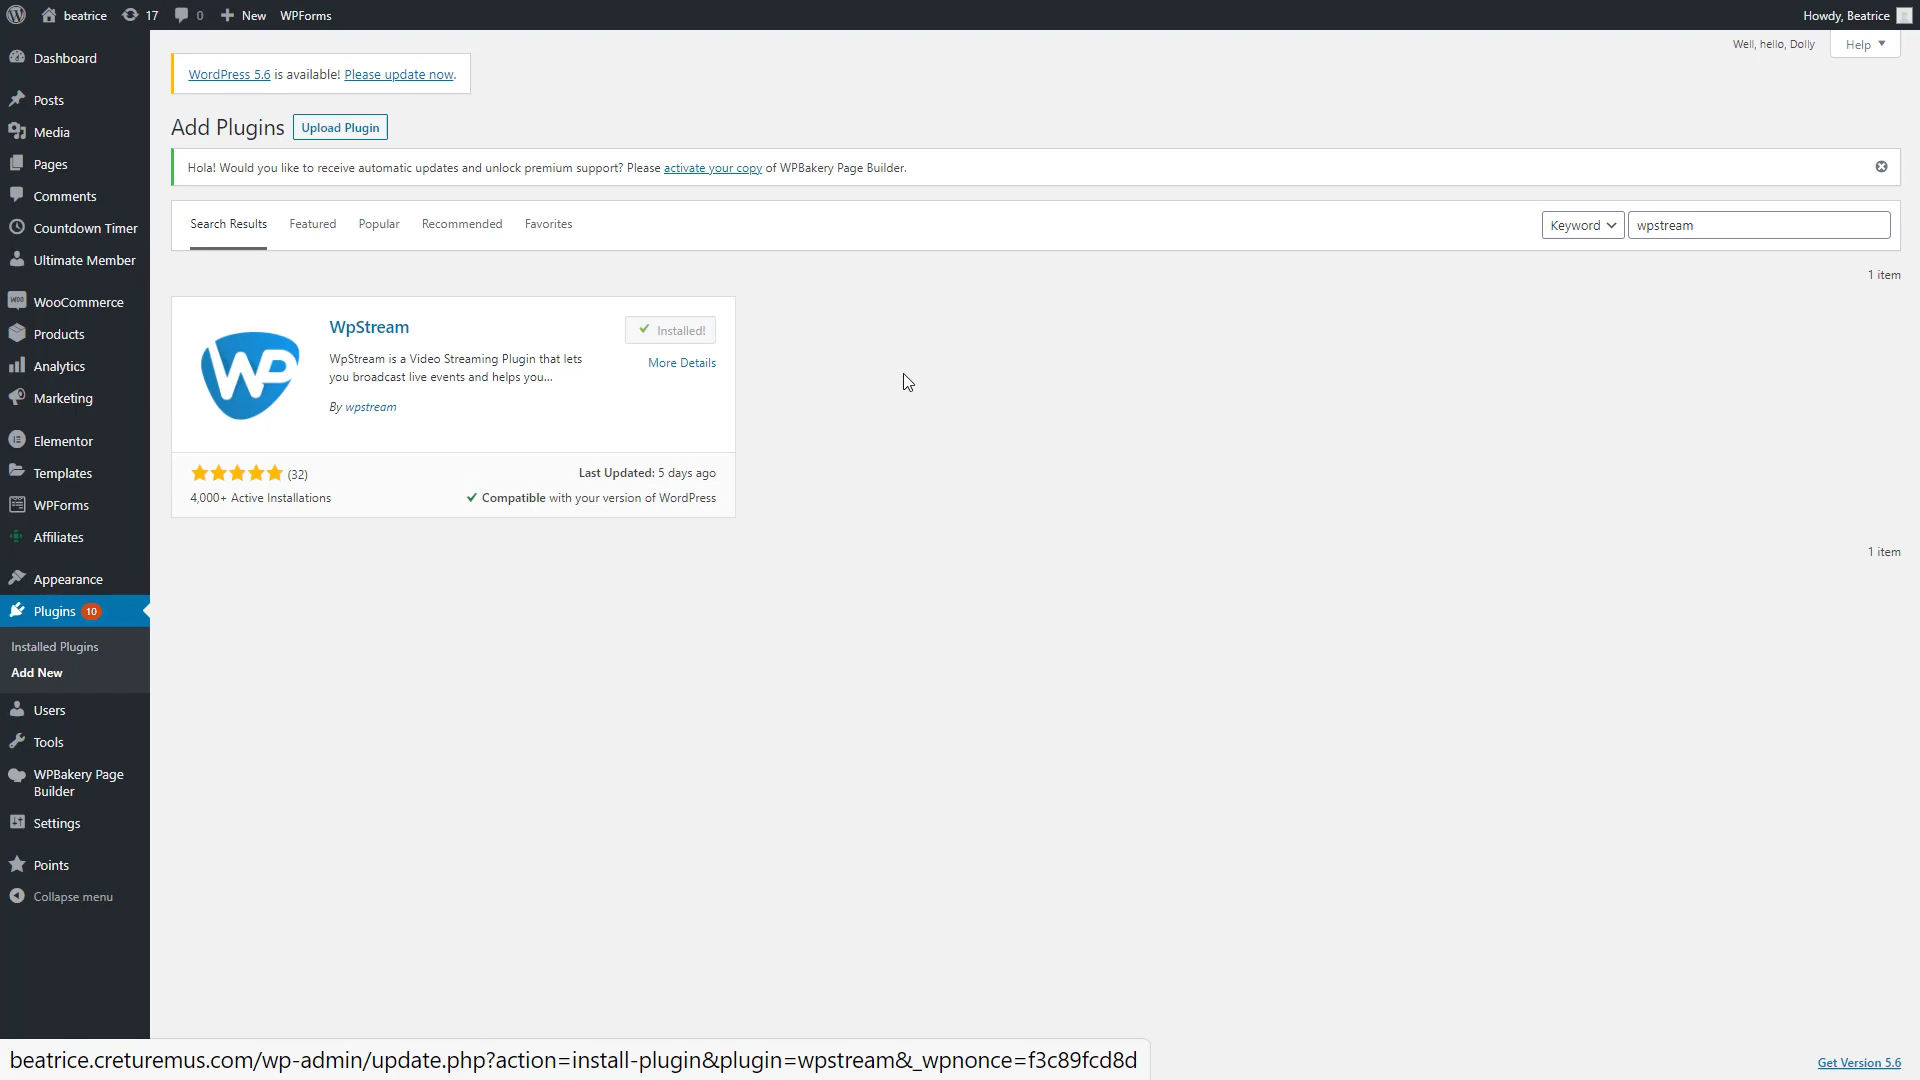 beatrice
17
0
New
WPForms
Howdy, Beatrice
Dashboard
Posts
Media
Pages
Comments
Countdown Timer
Ultimate Member
WooCommerce
Products
Analytics
Marketing
Elementor
Templates
WPForms
Affiliates
Appearance
Plugins 10
Installed Plugins
Add New
Users
Tools
WPBakery Page
Builder
Settings
Points
Collapse menu
Well, hello, Dolly
Help
WordPress 5.6 is available! Please update now.
Add Plugins
Upload Plugin
Hola! Would you like to receive automatic updates and unlock premium support? Please activate your copy of WPBakery Page Builder.
Search Results
Featured
Popular
Recommended
Favorites
Keyword
wpstream
1 item
WP
WpStream
Installed!
More Details
WpStream is a Video Streaming Plugin that lets
you broadcast live events and helps you...
By wpstream
(32)
Last Updated: 5 days ago
4,000+ Active Installations
Compatible with your version of WordPress
1 item
beatrice.creturemus.com/wp-admin/update.php?action=install-plugin&plugin=wpstream&_wpnonce=f3c89fcd8d
Get Version 5.6